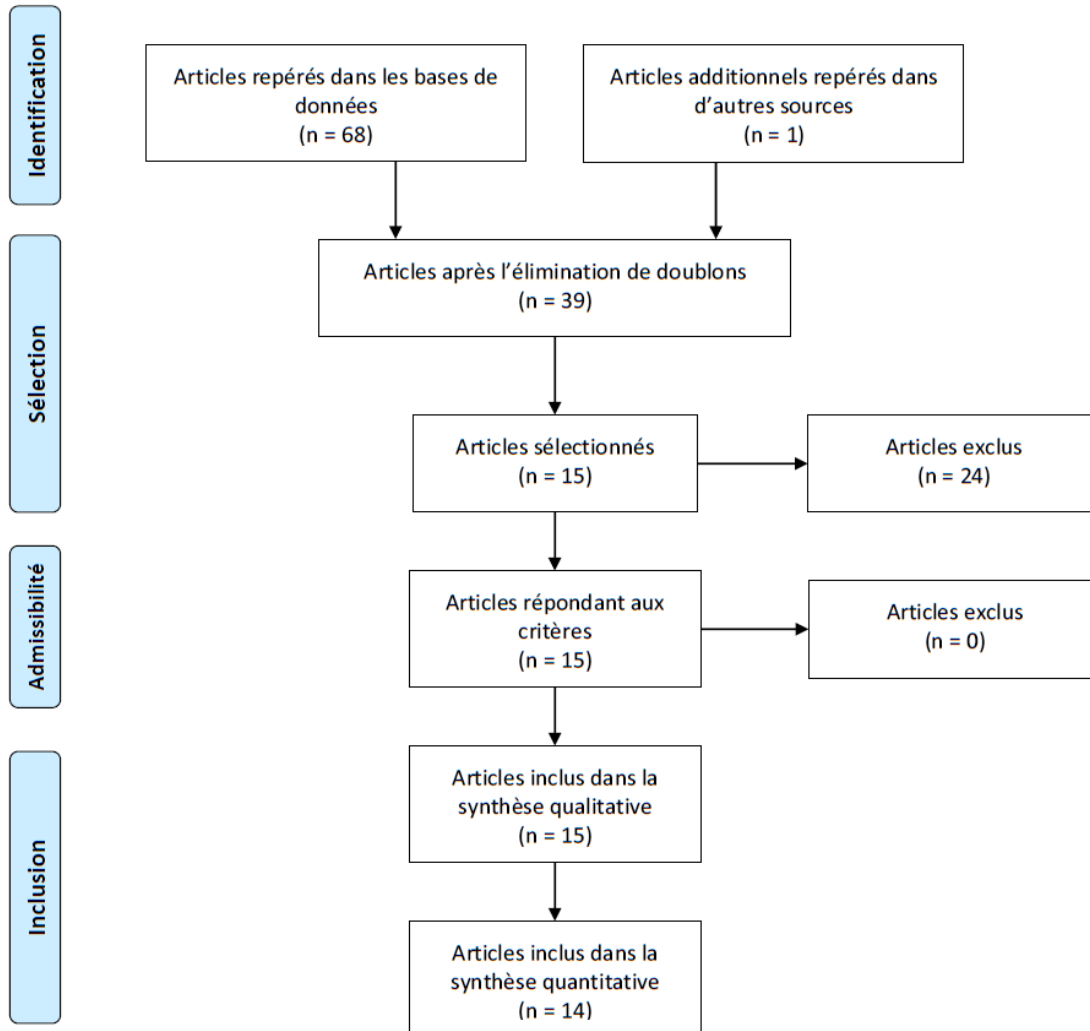 Identification
Articles repérés dans les bases de
données
(n = 68)
Articles additionnels repérés dans
d'autres sources
(n = 1)
Sélection
Articles après l'élimination de doublons
(n = 39)
Articles sélectionnés
(n = 15)
Articles exclus
(n = 24)
Admissibilité
Articles répondant aux
critères
(n = 15)
Articles exclus
(n = 0)
Inclusion
Articles inclus dans la
synthèse qualitative
(n = 15)
Articles inclus dans la
synthèse quantitative
(n = 14)